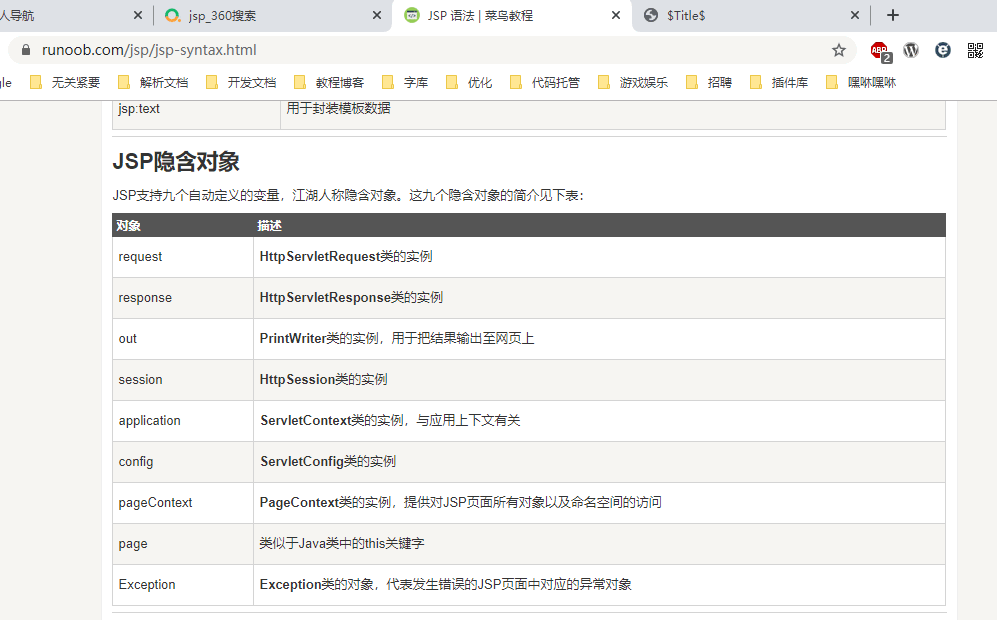 人导航
jsp_360搜索
JSP 语法 | 菜鸟教程
$Title$
runoob.com/jsp/jsp-syntax.html
ABP
2
le
无关紧要
解析文档
开发文档
教程博客
字库
优化
代码托管
游戏娱乐
招聘
插件库
嘿咻嘿咻
jsp:text 用于封装模板数据
JSP隐含对象
JSP支持九个自动定义的变量，江湖人称隐含对象。这九个隐含对象的简介见下表：
对象 描述
request HttpServletRequest类的实例
response HttpServletResponse类的实例
out PrintWriter类的实例，用于把结果输出至网页上
session HttpSession类的实例
application ServletContext类的实例，与应用上下文有关
config ServletConfig类的实例
pageContext PageContext类的实例，提供对JSP页面所有对象以及命名空间的访问
page 类似于Java类中的this关键字
Exception Exception类的对象，代表发生错误的JSP页面中对应的异常对象